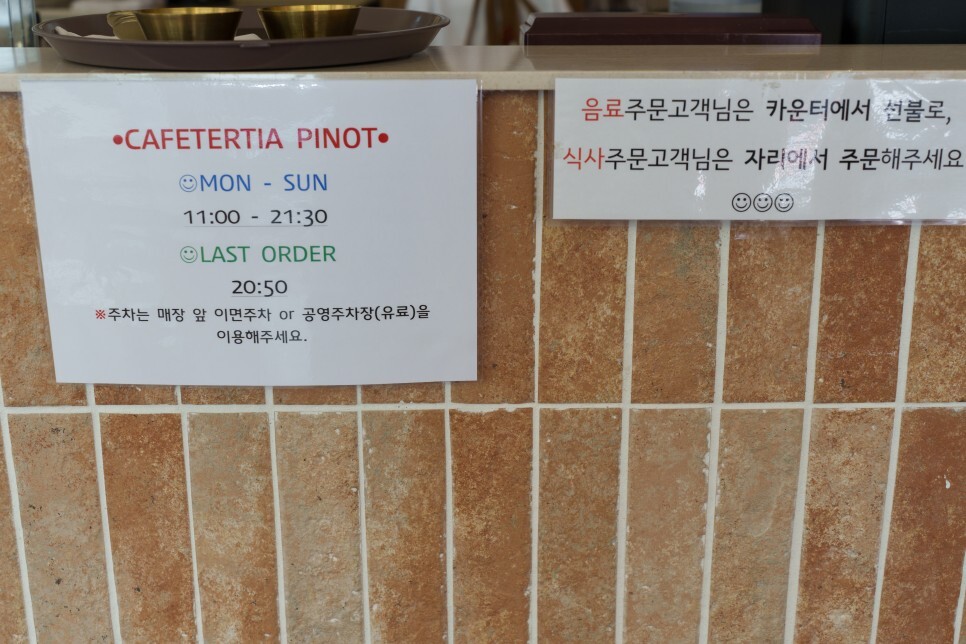 •CAFETERTIA PINOT•
☺MON - SUN
11:00 - 21:30
☺LAST ORDER
20:50
※주차는 매장 앞 이면주차 or 공영주차장(유료)을
이용해주세요.
음료주문고객님은 카운터에서 선불로,
식사주문고객님은 자리에서 주문해주세요
☺☺☺